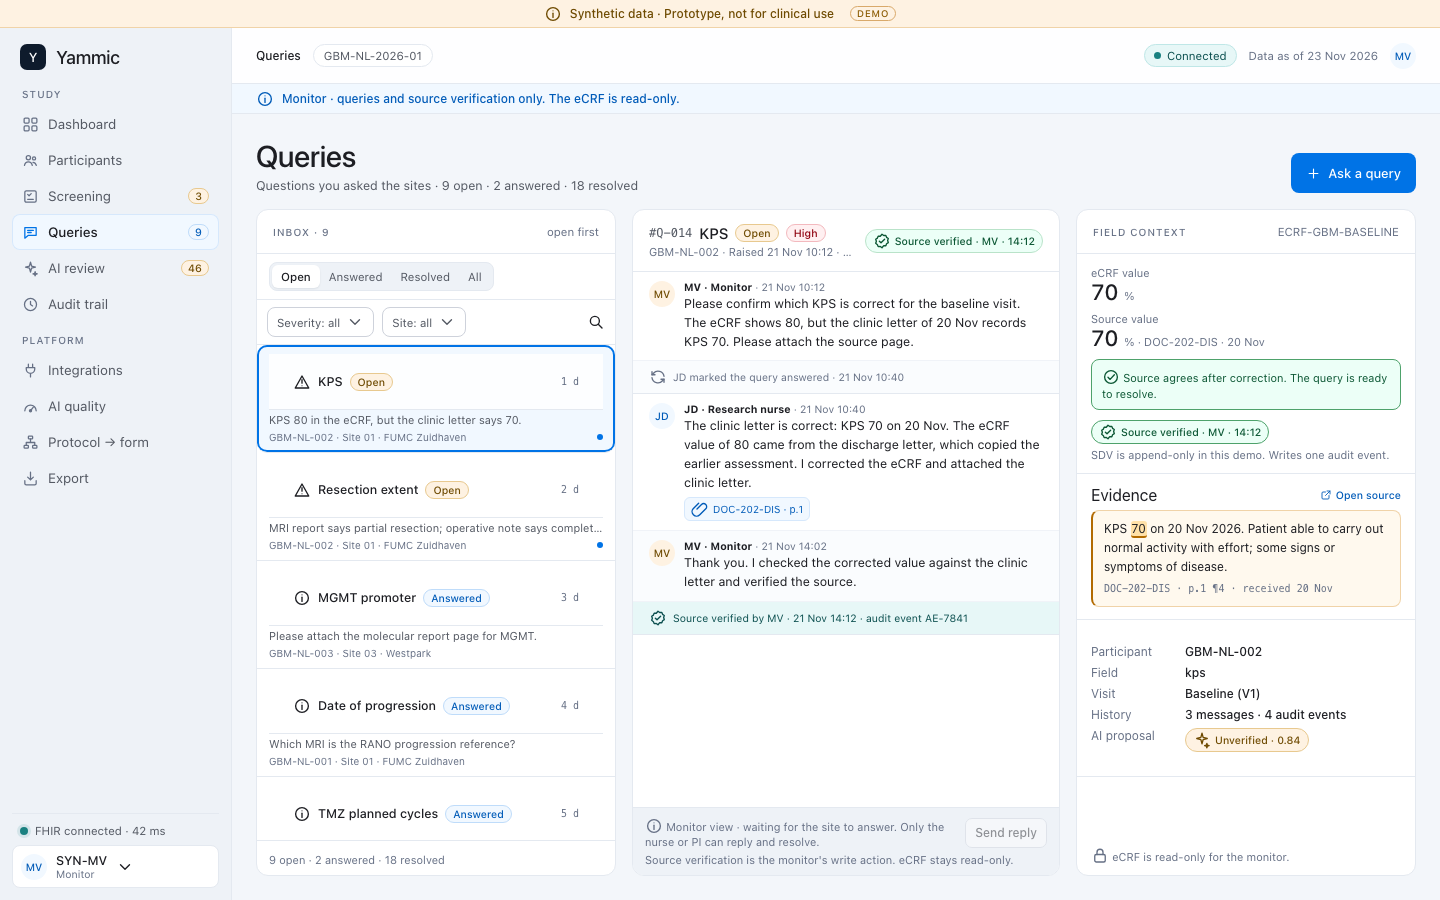 Synthetic data · Prototype, not for clinical use DEMO
Y Yammic
STUDY
Dashboard
Participants
Screening 3
Queries 9
AI review 46
Audit trail
PLATFORM
Integrations
AI quality
Protocol → form
Export
FHIR connected · 42 ms
MV SYN-MV
Monitor
Queries GBM-NL-2026-01
Connected Data as of 23 Nov 2026 MV
Monitor · queries and source verification only. The eCRF is read-only.
Queries
Questions you asked the sites · 9 open · 2 answered · 18 resolved
+ Ask a query
INBOX · 9 open first
Open Answered Resolved All
Severity: all Site: all
KPS Open 1 d
KPS 80 in the eCRF, but the clinic letter says 70.
GBM-NL-002 · Site 01 · FUMC Zuidhaven
Resection extent Open 2 d
MRI report says partial resection; operative note says complet...
GBM-NL-002 · Site 01 · FUMC Zuidhaven
MGMT promoter Answered 3 d
Please attach the molecular report page for MGMT.
GBM-NL-003 · Site 03 · Westpark
Date of progression Answered 4 d
Which MRI is the RANO progression reference?
GBM-NL-001 · Site 01 · FUMC Zuidhaven
TMZ planned cycles Answered 5 d
9 open · 2 answered · 18 resolved
#Q-014 KPS Open High
GBM-NL-002 · Raised 21 Nov 10:12 · ...
Source verified · MV · 14:12
MV MV · Monitor · 21 Nov 10:12
Please confirm which KPS is correct for the baseline visit.
The eCRF shows 80, but the clinic letter of 20 Nov records
KPS 70. Please attach the source page.
JD marked the query answered · 21 Nov 10:40
JD JD · Research nurse · 21 Nov 10:40
The clinic letter is correct: KPS 70 on 20 Nov. The eCRF
value of 80 came from the discharge letter, which copied the
earlier assessment. I corrected the eCRF and attached the
clinic letter.
DOC-202-DIS · p.1
MV MV · Monitor · 21 Nov 14:02
Thank you. I checked the corrected value against the clinic
letter and verified the source.
Source verified by MV · 21 Nov 14:12 · audit event AE-7841
Monitor view · waiting for the site to answer. Only the
nurse or PI can reply and resolve.
Send reply
Source verification is the monitor's write action. eCRF stays read-only.
FIELD CONTEXT ECRF-GBM-BASELINE
eCRF value
70 %
Source value
70 % · DOC-202-DIS · 20 Nov
Source agrees after correction. The query is ready
to resolve.
Source verified · MV · 14:12
SDV is append-only in this demo. Writes one audit event.
Evidence Open source
KPS 70 on 20 Nov 2026. Patient able to carry out
normal activity with effort; some signs or
symptoms of disease.
DOC-202-DIS · p.1 ¶4 · received 20 Nov
Participant GBM-NL-002
Field kps
Visit Baseline (V1)
History 3 messages · 4 audit events
AI proposal Unverified · 0.84
eCRF is read-only for the monitor.